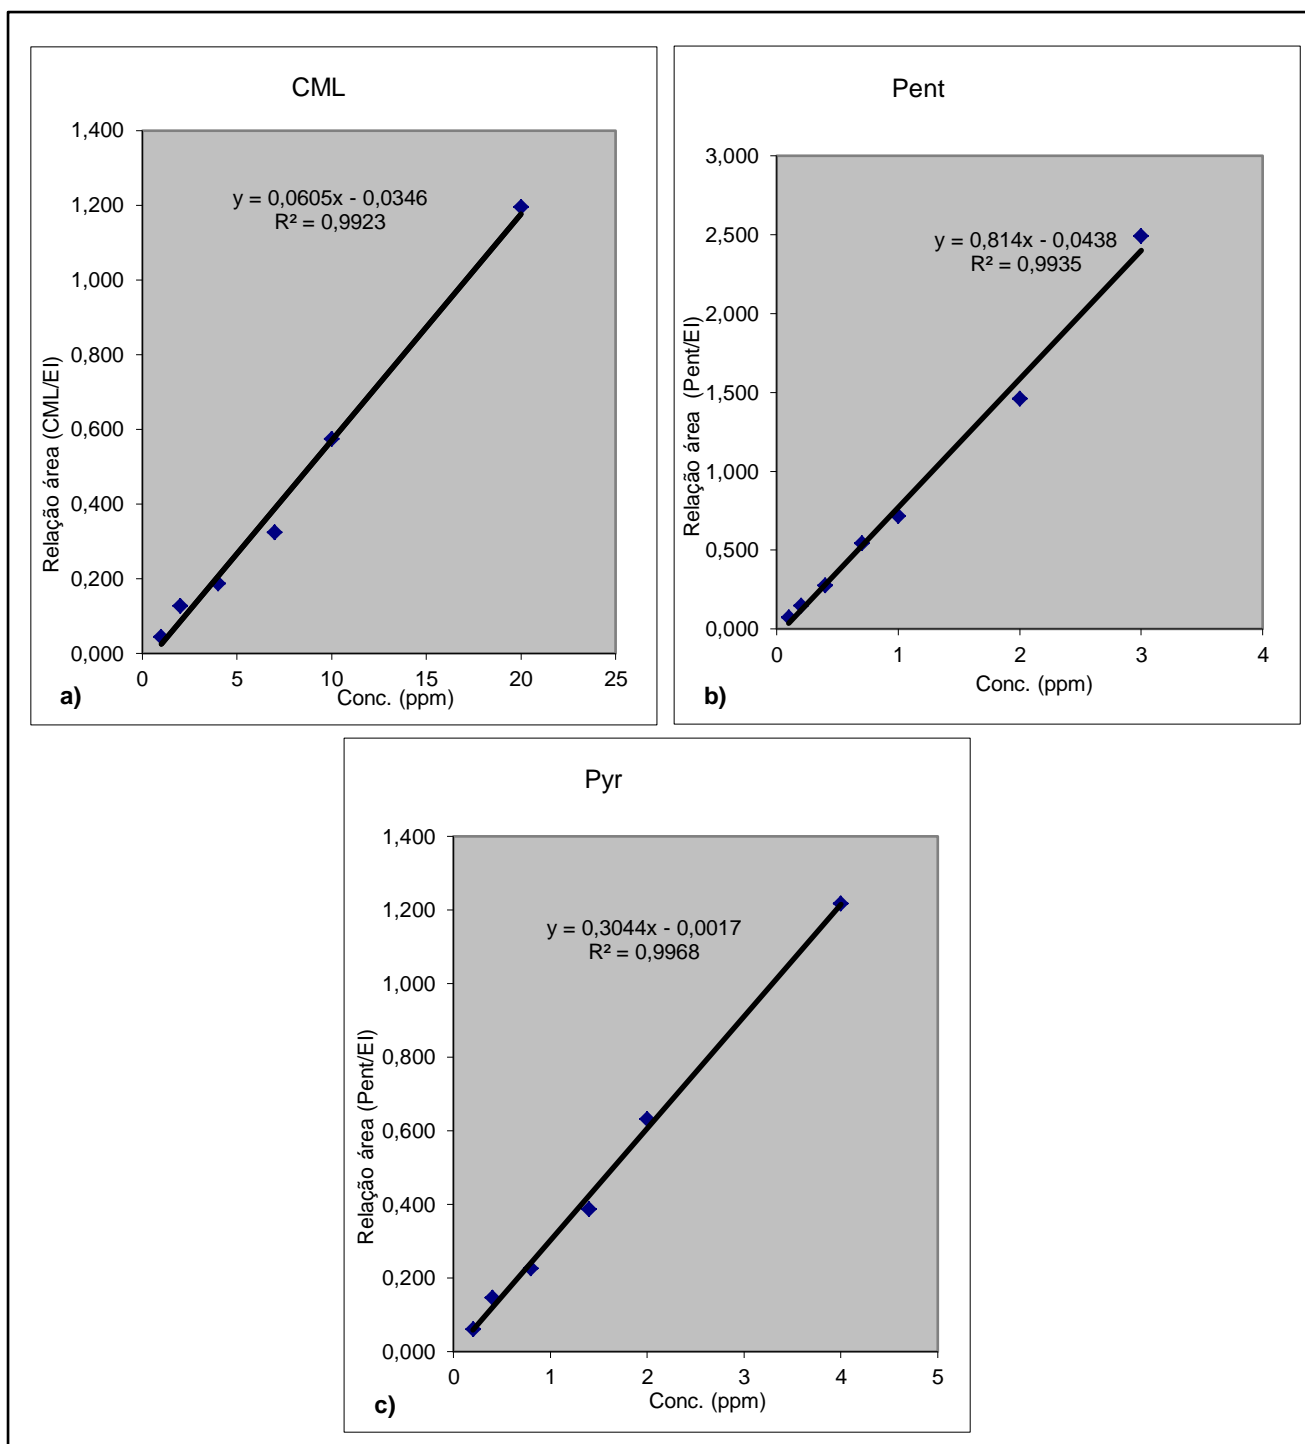 CML
1,400
1,200
1,000
0,800
0,600
0,400
0,200
0,000
y = 0,0605x - 0,0346
R² = 0,9923
Relação área (CML/EI)
0 5 10 15 20 25
Conc. (ppm)
a)
Pent
3,000
2,500
2,000
1,500
1,000
0,500
0,000
y = 0,814x - 0,0438
R² = 0,9935
Relação área (Pent/EI)
0 1 2 3 4
Conc. (ppm)
b)
Pyr
1,400
1,200
1,000
0,800
0,600
0,400
0,200
0,000
y = 0,3044x - 0,0017
R² = 0,9968
Relação área (Pent/EI)
0 1 2 3 4 5
Conc. (ppm)
c)